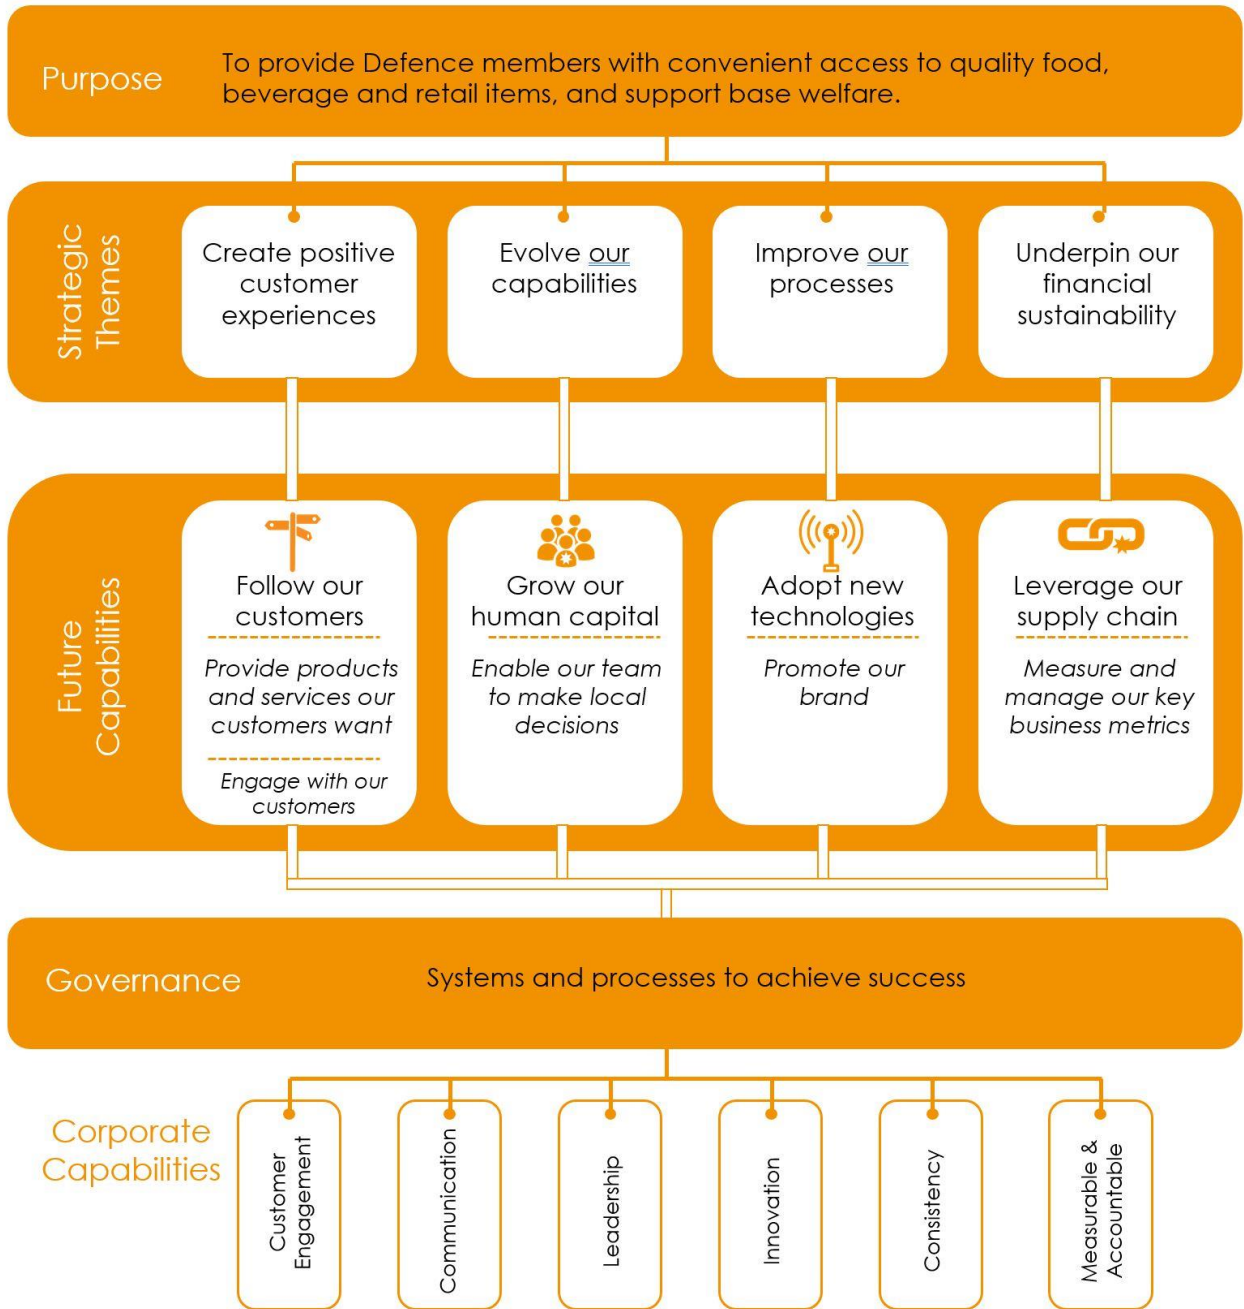 Purpose
To provide Defence members with convenient access to quality food,
beverage and retail items, and support base welfare.
Strategic
Themes
Create positive
customer
experiences
Evolve our
capabilities
Improve our
processes
Underpin our
financial
sustainability
Future
Capabilities
Follow our
customers
Provide products
and services our
customers want
Engage with our
customers
Grow our
human capital
Enable our team
to make local
decisions
Adopt new
technologies
Promote our
brand
Leverage our
supply chain
Measure and
manage our key
business metrics
Governance
Systems and processes to achieve success
Corporate
Capabilities
Customer
Engagement
Communication
Leadership
Innovation
Consistency
Measurable &
Accountable